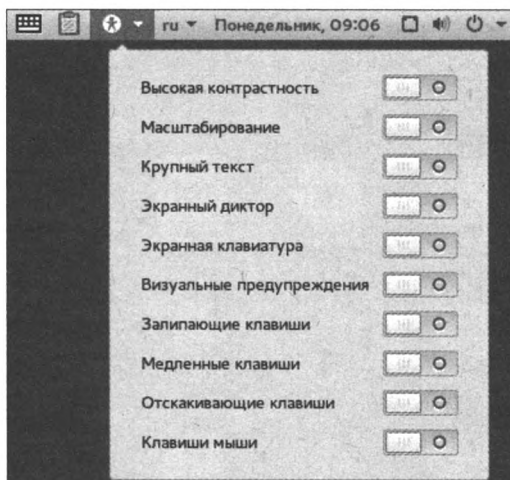 ru Понедельник, 09:06
Высокая контрастность
Масштабирование
Крупный текст
Экранный диктор
Экранная клавиатура
Визуальные предупреждения
Залипающие клавиши
Медленные клавиши
Отскакивающие клавиши
Клавиши мыши